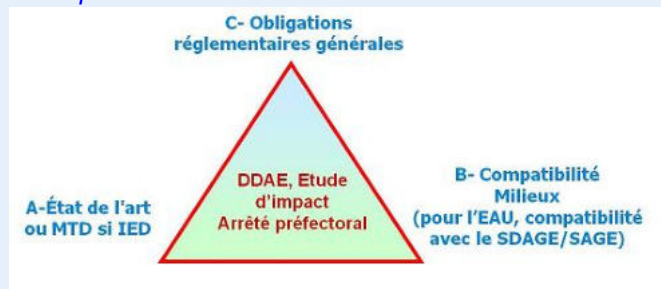 C- Obligations
réglementaires générales
DDAE, Etude
d'impact
Arrêté préfectoral
A-État de l'art
ou MTD si IED
B- Compatibilité
Milieux
(pour l'EAU, compatibilité
avec le SDAGE/SAGE)